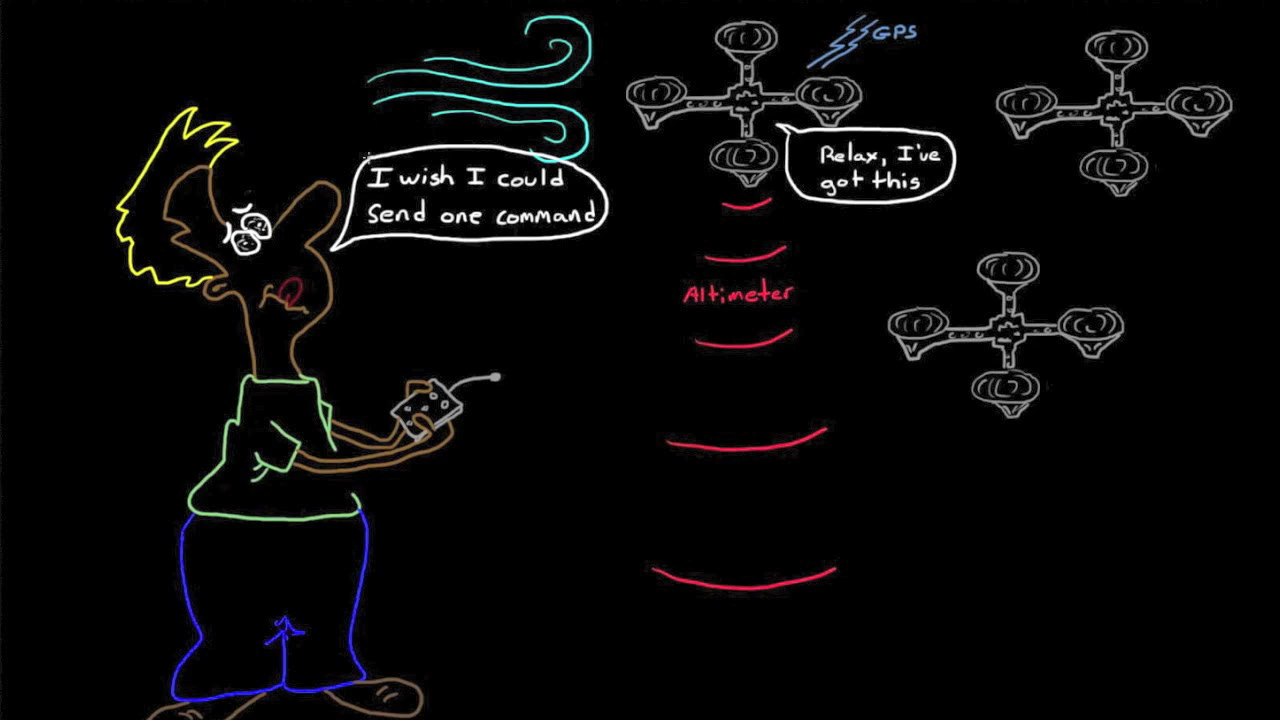 GPS
Relax, I've
got this
I wish I could
Send one command
Altimeter